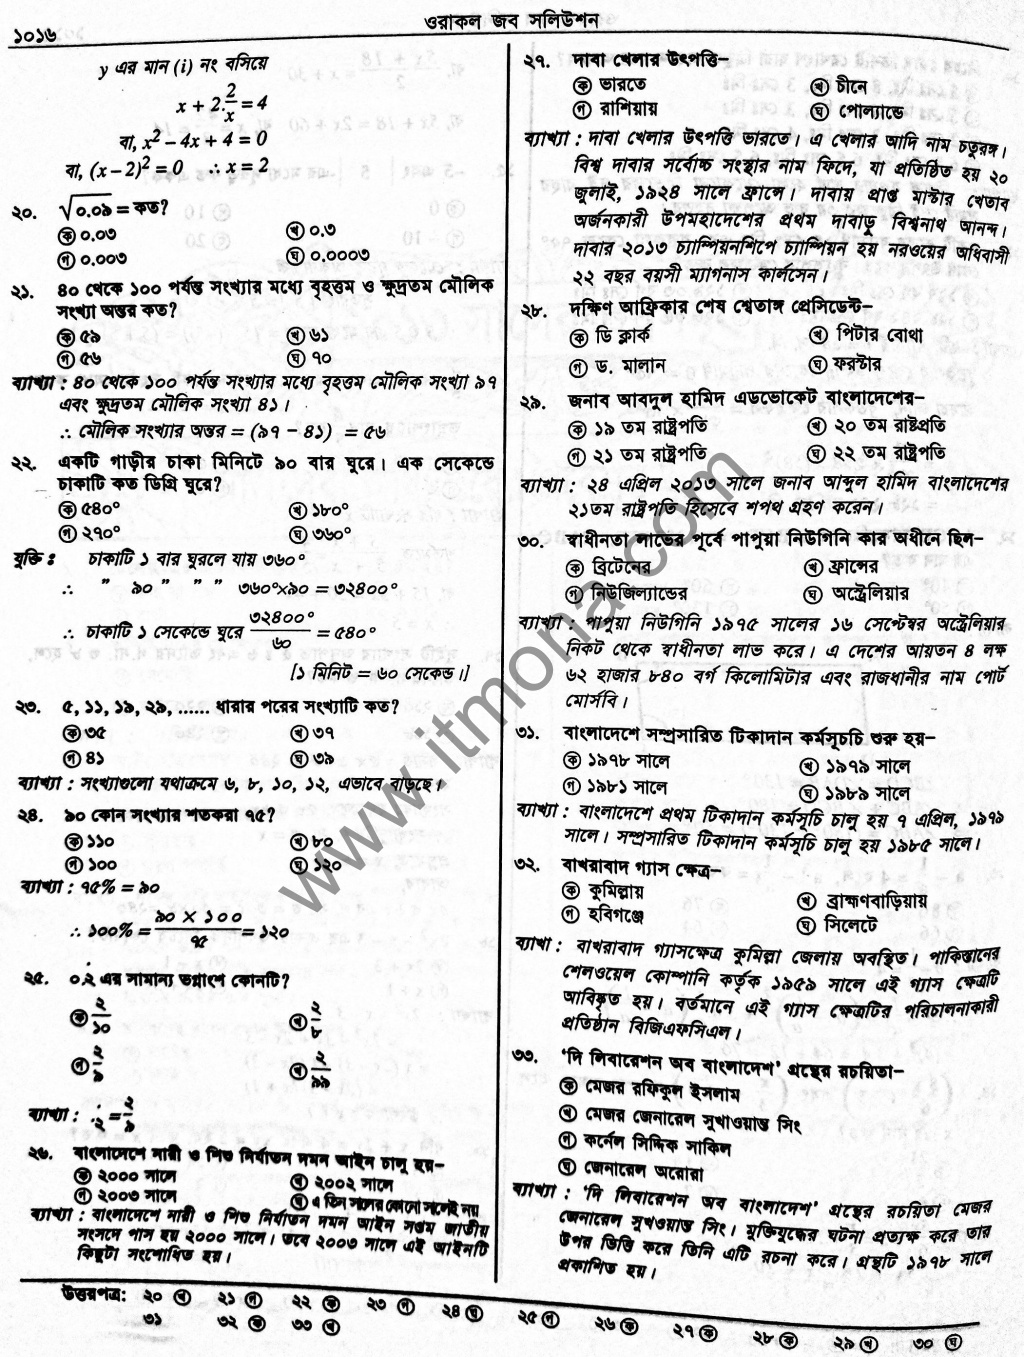 ১০১৬
ওরাকল জব সলিউশন
y এর মান (i) নং বসিয়ে
x + 2.2/x = 4
বা, x² – 4x + 4 = 0
বা, (x – 2)² = 0 ∴ x = 2
২০. √০.০৯ = কত?
ক ০.০৩ খ ০.৩
গ ০.০০৩ ঘ ০.০০০৩
২১. ৪০ থেকে ১০০ পর্যন্ত সংখ্যার মধ্যে বৃহত্তম ও ক্ষুদ্রতম মৌলিক
সংখ্যা অন্তর কত?
ক ৫৯ খ ৬১
গ ৫৬ ঘ ৭০
ব্যাখ্যা : ৪০ থেকে ১০০ পর্যন্ত সংখ্যার মধ্যে বৃহত্তম মৌলিক সংখ্যা ৯৭
এবং ক্ষুদ্রতম মৌলিক সংখ্যা ৪১।
∴ মৌলিক সংখ্যার অন্তর = (৯৭ – ৪১) = ৫৬
২২. একটি গাড়ীর চাকা মিনিটে ৯০ বার ঘুরে। এক সেকেন্ডে
চাকাটি কত ডিগ্রি ঘুরে?
ক ৫৪০° খ ১৮০°
গ ২৭০° ঘ ৩৬০°
যুক্তি : চাকাটি ১ বার ঘুরলে যায় ৩৬০°
∴ " ৯০ " " " ৩৬০°×৯০ = ৩২৪০০°
∴ চাকাটি ১ সেকেন্ডে ঘুরে ৩২৪০০°/৬০ = ৫৪০°
[১ মিনিট = ৬০ সেকেন্ড।]
২৩. ৫, ১১, ১৯, ২৯, ...... ধারার পরের সংখ্যাটি কত?
ক ৩৫ খ ৩৭
গ ৪১ ঘ ৩৯
ব্যাখ্যা : সংখ্যাগুলো যথাক্রমে ৬, ৮, ১০, ১২, এভাবে বাড়ছে।
২৪. ৯০ কোন সংখ্যার শতকরা ৭৫?
ক ১১০ খ ৮০
গ ১০০ ঘ ১২০
ব্যাখ্যা : ৭৫% = ৯০
∴ ১০০% = ৯০ × ১০০/৭৫ = ১২০
২৫. ০.২̇ এর সামান্য ভগ্নাংশ কোনটি?
ক ২/১০ খ ২/৮
গ ২/৯ ঘ ২/৯৯
ব্যাখ্যা : .২̇ = ২/৯
২৬. বাংলাদেশে নারী ও শিশু নির্যাতন দমন আইন চালু হয়–
ক ২০০০ সালে খ ২০০২ সালে
গ ২০০৩ সালে ঘ এ তিন সালের কোনো সালেই নয়
ব্যাখ্যা : বাংলাদেশে নারী ও শিশু নির্যাতন দমন আইন সপ্তম জাতীয়
সংসদে পাস হয় ২০০০ সালে। তবে ২০০৩ সালে এই আইনটি
কিছুটা সংশোধিত হয়।
২৭. দাবা খেলার উৎপত্তি–
ক ভারতে খ চীনে
গ রাশিয়ায় ঘ পোল্যান্ডে
ব্যাখ্যা : দাবা খেলার উৎপত্তি ভারতে। এ খেলার আদি নাম চতুরঙ্গ।
বিশ্ব দাবার সর্বোচ্চ সংস্থার নাম ফিদে, যা প্রতিষ্ঠিত হয় ২০
জুলাই, ১৯২৪ সালে ফ্রান্সে। দাবায় প্রাপ্ত মাস্টার খেতাব
অর্জনকারী উপমহাদেশের প্রথম দাবাড়ু বিশ্বনাথ আনন্দ।
দাবার ২০১৩ চ্যাম্পিয়নশিপে চ্যাম্পিয়ন হয় নরওয়ের অধিবাসী
২২ বছর বয়সী ম্যাগনাস কার্লসেন।
২৮. দক্ষিণ আফ্রিকার শেষ শ্বেতাঙ্গ প্রেসিডেন্ট–
ক ডি ক্লার্ক খ পিটার বোথা
গ ড. মালান ঘ ফরস্টার
২৯. জনাব আবদুল হামিদ এডভোকেট বাংলাদেশের–
ক ১৯ তম রাষ্ট্রপতি খ ২০ তম রাষ্টপ্রতি
গ ২১ তম রাষ্ট্রপতি ঘ ২২ তম রাষ্ট্রপতি
ব্যাখ্যা : ২৪ এপ্রিল ২০১৩ সালে জনাব আব্দুল হামিদ বাংলাদেশের
২১তম রাষ্ট্রপতি হিসেবে শপথ গ্রহণ করেন।
৩০. স্বাধীনতা লাভের পূর্বে পাপুয়া নিউগিনি কার অধীনে ছিল–
ক ব্রিটেনের খ ফ্রান্সের
গ নিউজিল্যান্ডের ঘ অস্ট্রেলিয়ার
ব্যাখ্যা : পাপুয়া নিউগিনি ১৯৭৫ সালের ১৬ সেপ্টেম্বর অস্ট্রেলিয়ার
নিকট থেকে স্বাধীনতা লাভ করে। এ দেশের আয়তন ৪ লক্ষ
৬২ হাজার ৮৪০ বর্গ কিলোমিটার এবং রাজধানীর নাম পোর্ট
মোর্সবি।
৩১. বাংলাদেশে সম্প্রসারিত টিকাদান কর্মসূচচি শুরু হয়–
ক ১৯৭৮ সালে খ ১৯৭৯ সালে
গ ১৯৮১ সালে ঘ ১৯৮৯ সালে
ব্যাখ্যা : বাংলাদেশে প্রথম টিকাদান কর্মসূচি চালু হয় ৭ এপ্রিল, ১৯৭৯
সালে। সম্প্রসারিত টিকাদান কর্মসূচি চালু হয় ১৯৮৫ সালে।
৩২. বাখরাবাদ গ্যাস ক্ষেত্র–
ক কুমিল্লায় খ ব্রাহ্মণবাড়িয়ায়
গ হবিগঞ্জে ঘ সিলেটে
ব্যাখা : বাখরাবাদ গ্যাসক্ষেত্র কুমিল্লা জেলায় অবস্থিত। পাকিস্তানের
শেলওয়েল কোম্পানি কর্তৃক ১৯৫৯ সালে এই গ্যাস ক্ষেত্রটি
আবিষ্কৃত হয়। বর্তমানে এই গ্যাস ক্ষেত্রটির পরিচালনাকারী
প্রতিষ্ঠান বিজিএফসিএল।
৩৩. ‘দি লিবারেশন অব বাংলাদেশ’ গ্রন্থের রচয়িতা–
ক মেজর রফিকুল ইসলাম
খ মেজর জেনারেল সুখাওয়ান্ত সিং
গ কর্নেল সিদ্দিক সাকিল
ঘ জেনারেল অরোরা
ব্যাখ্যা : ‘দি লিবারেশন অব বাংলাদেশ’ গ্রন্থের রচয়িতা মেজর
জেনারেল সুখাওয়ান্ত সিং। মুক্তিযুদ্ধের ঘটনা প্রত্যক্ষ করে তার
উপর ভিত্তি করে তিনি এটি রচনা করে। গ্রন্থটি ১৯৭৮ সালে
প্রকাশিত হয়।
উত্তরপত্র: ২০ খ ২১ গ ২২ ক ২৩ গ ২৪ ঘ ২৫ গ ২৬ ক ২৭ ক ২৮ ক ২৯ খ ৩০ ঘ
৩১ ৩২ ক ৩৩ খ
www.itmona.com